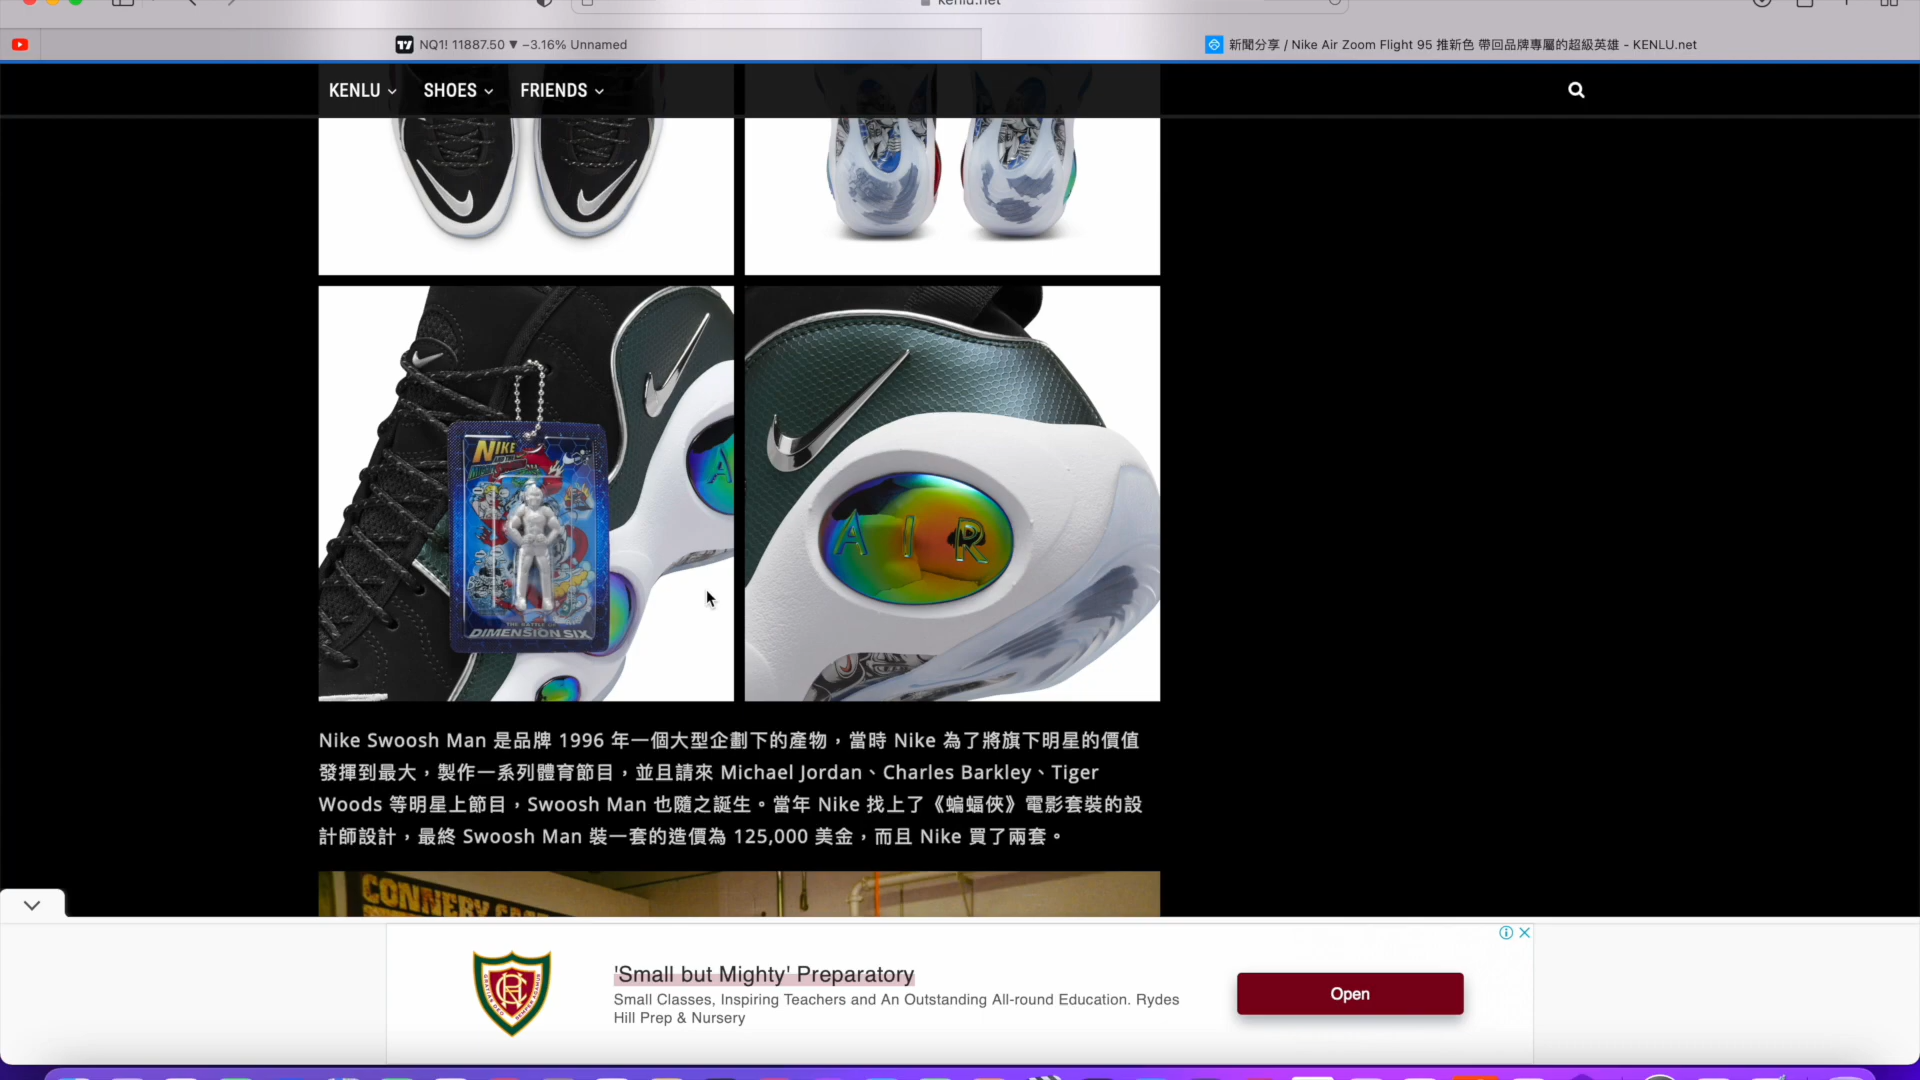 kenlu.net
NQ1! 11887.50 ▼ −3.16% Unnamed
新聞分享 / Nike Air Zoom Flight 95 推新色 帶回品牌專屬的超級英雄 - KENLU.net
KENLU
SHOES
FRIENDS
NIKE
DIMENSION SIX
AIR
Nike Swoosh Man 是品牌 1996 年一個大型企劃下的產物，當時 Nike 為了將旗下明星的價值
發揮到最大，製作一系列體育節目，並且請來 Michael Jordan、Charles Barkley、Tiger
Woods 等明星上節目，Swoosh Man 也隨之誕生。當年 Nike 找上了《蝙蝠俠》電影套裝的設
計師設計，最終 Swoosh Man 裝一套的造價為 125,000 美金，而且 Nike 買了兩套。
CONNERY
'Small but Mighty' Preparatory
Small Classes, Inspiring Teachers and An Outstanding All-round Education. Rydes
Hill Prep & Nursery
Open